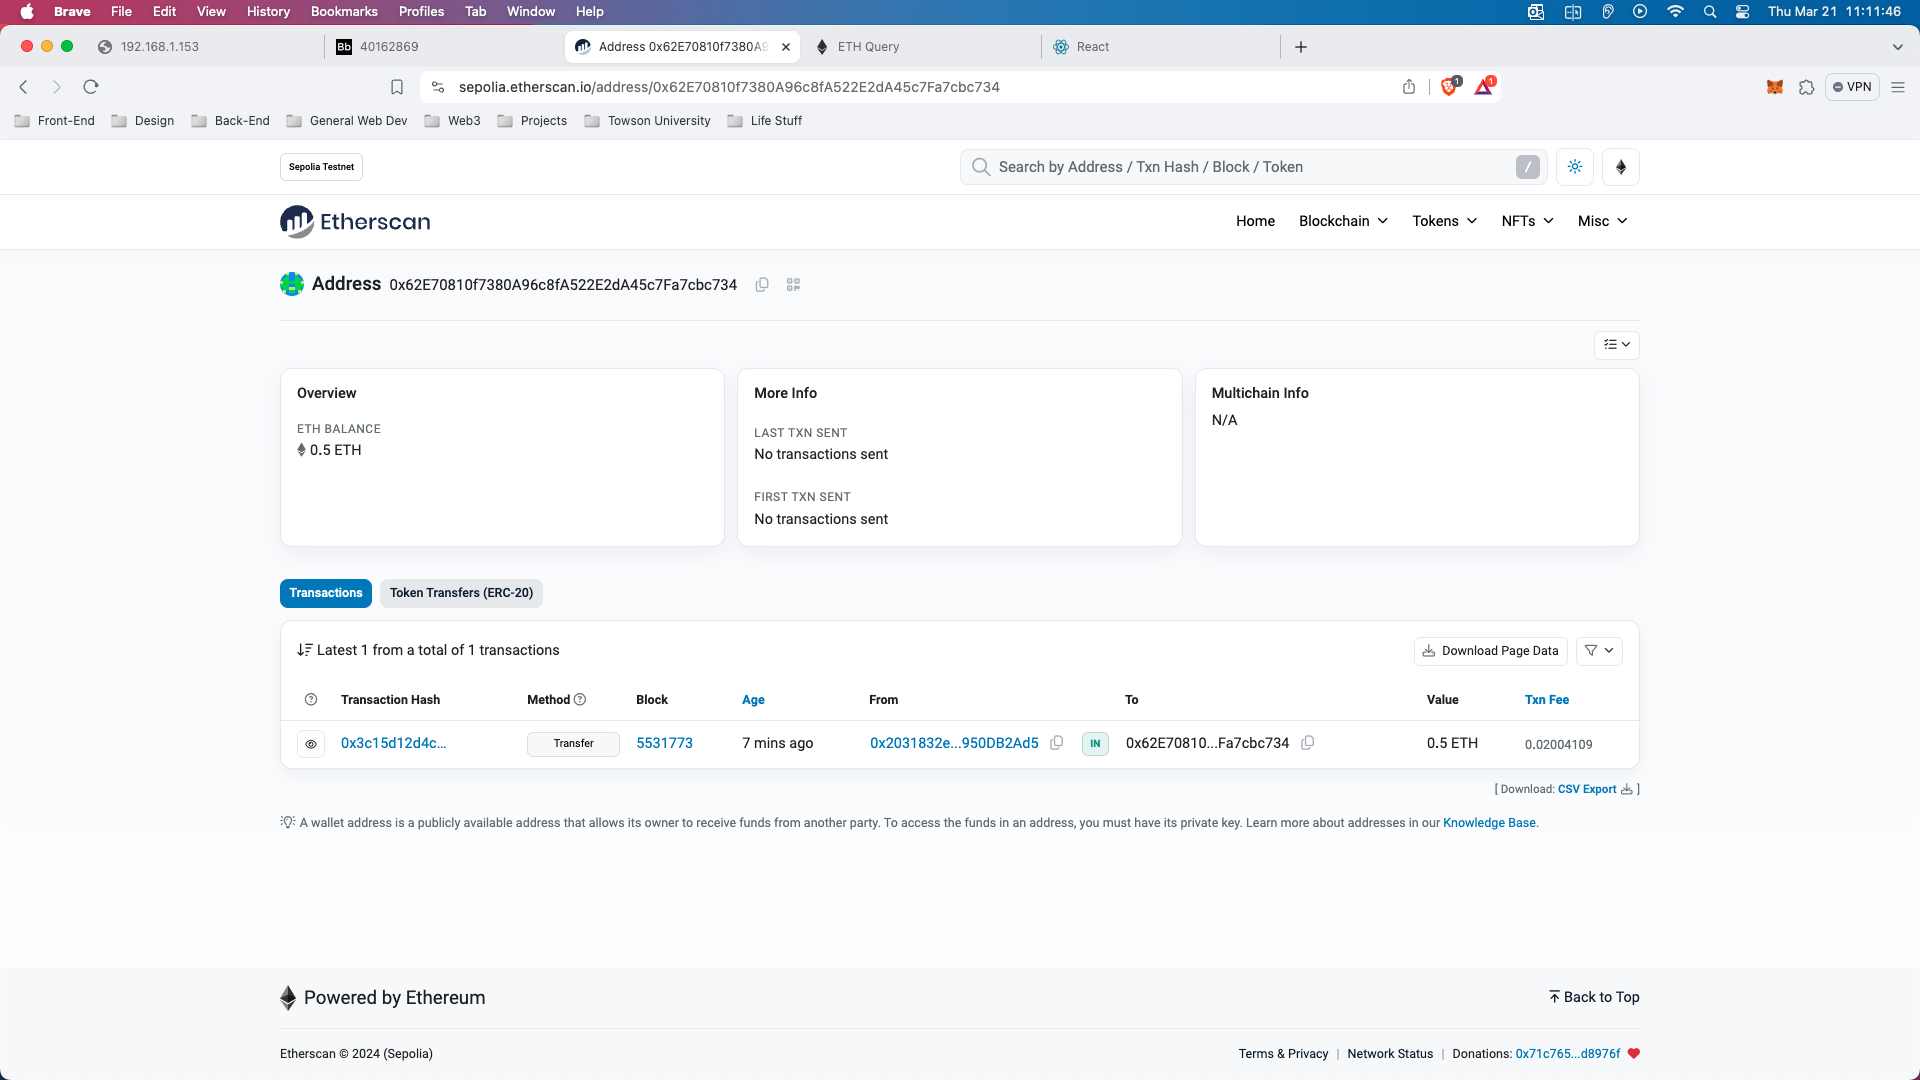 Brave File Edit View History Bookmarks Profiles Tab Window Help Thu Mar 21 11:11:46
192.168.1.153 Bb 40162869 Address 0x62E70810f7380A9 ETH Query React
sepolia.etherscan.io/address/0x62E70810f7380A96c8fA522E2dA45c7Fa7cbc734 1 1 VPN
Front-End Design Back-End General Web Dev Web3 Projects Towson University Life Stuff
Sepolia Testnet Search by Address / Txn Hash / Block / Token /
Etherscan Home Blockchain Tokens NFTs Misc
Address 0x62E70810f7380A96c8fA522E2dA45c7Fa7cbc734
Overview
ETH BALANCE
0.5 ETH
More Info
LAST TXN SENT
No transactions sent
FIRST TXN SENT
No transactions sent
Multichain Info
N/A
Transactions Token Transfers (ERC-20)
Latest 1 from a total of 1 transactions Download Page Data
Transaction Hash Method Block Age From To Value Txn Fee
0x3c15d12d4c... Transfer 5531773 7 mins ago 0x2031832e...950DB2Ad5 IN 0x62E70810...Fa7cbc734 0.5 ETH 0.02004109
[ Download: CSV Export ]
A wallet address is a publicly available address that allows its owner to receive funds from another party. To access the funds in an address, you must have its private key. Learn more about addresses in our Knowledge Base.
Powered by Ethereum Back to Top
Etherscan © 2024 (Sepolia) Terms & Privacy | Network Status | Donations: 0x71c765...d8976f